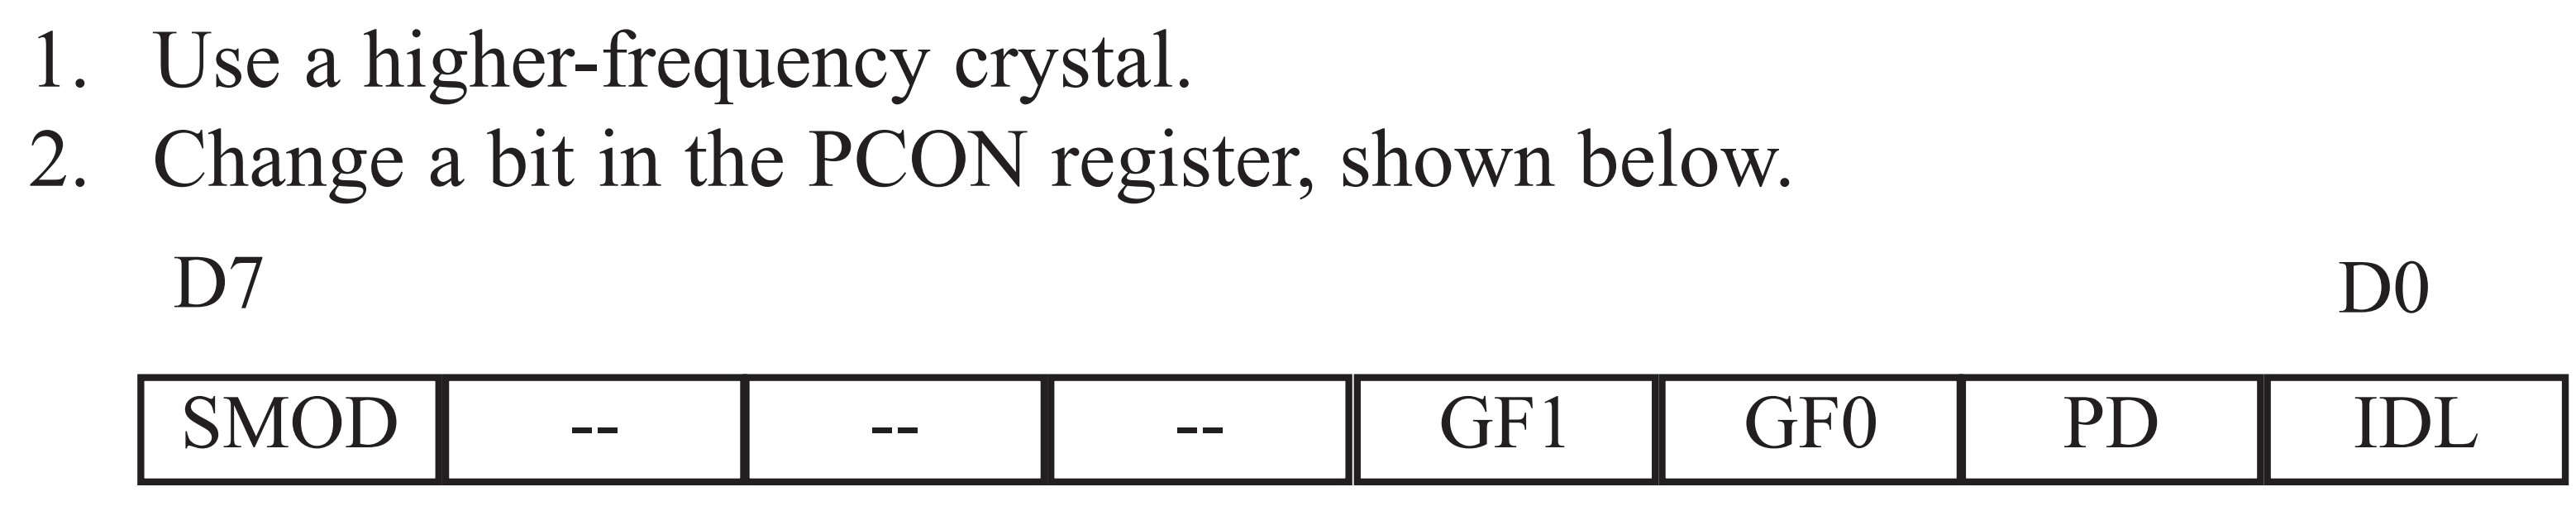 1. Use a higher-frequency crystal.
2. Change a bit in the PCON register, shown below.
D7 D0
SMOD -- -- -- GF1 GF0 PD IDL